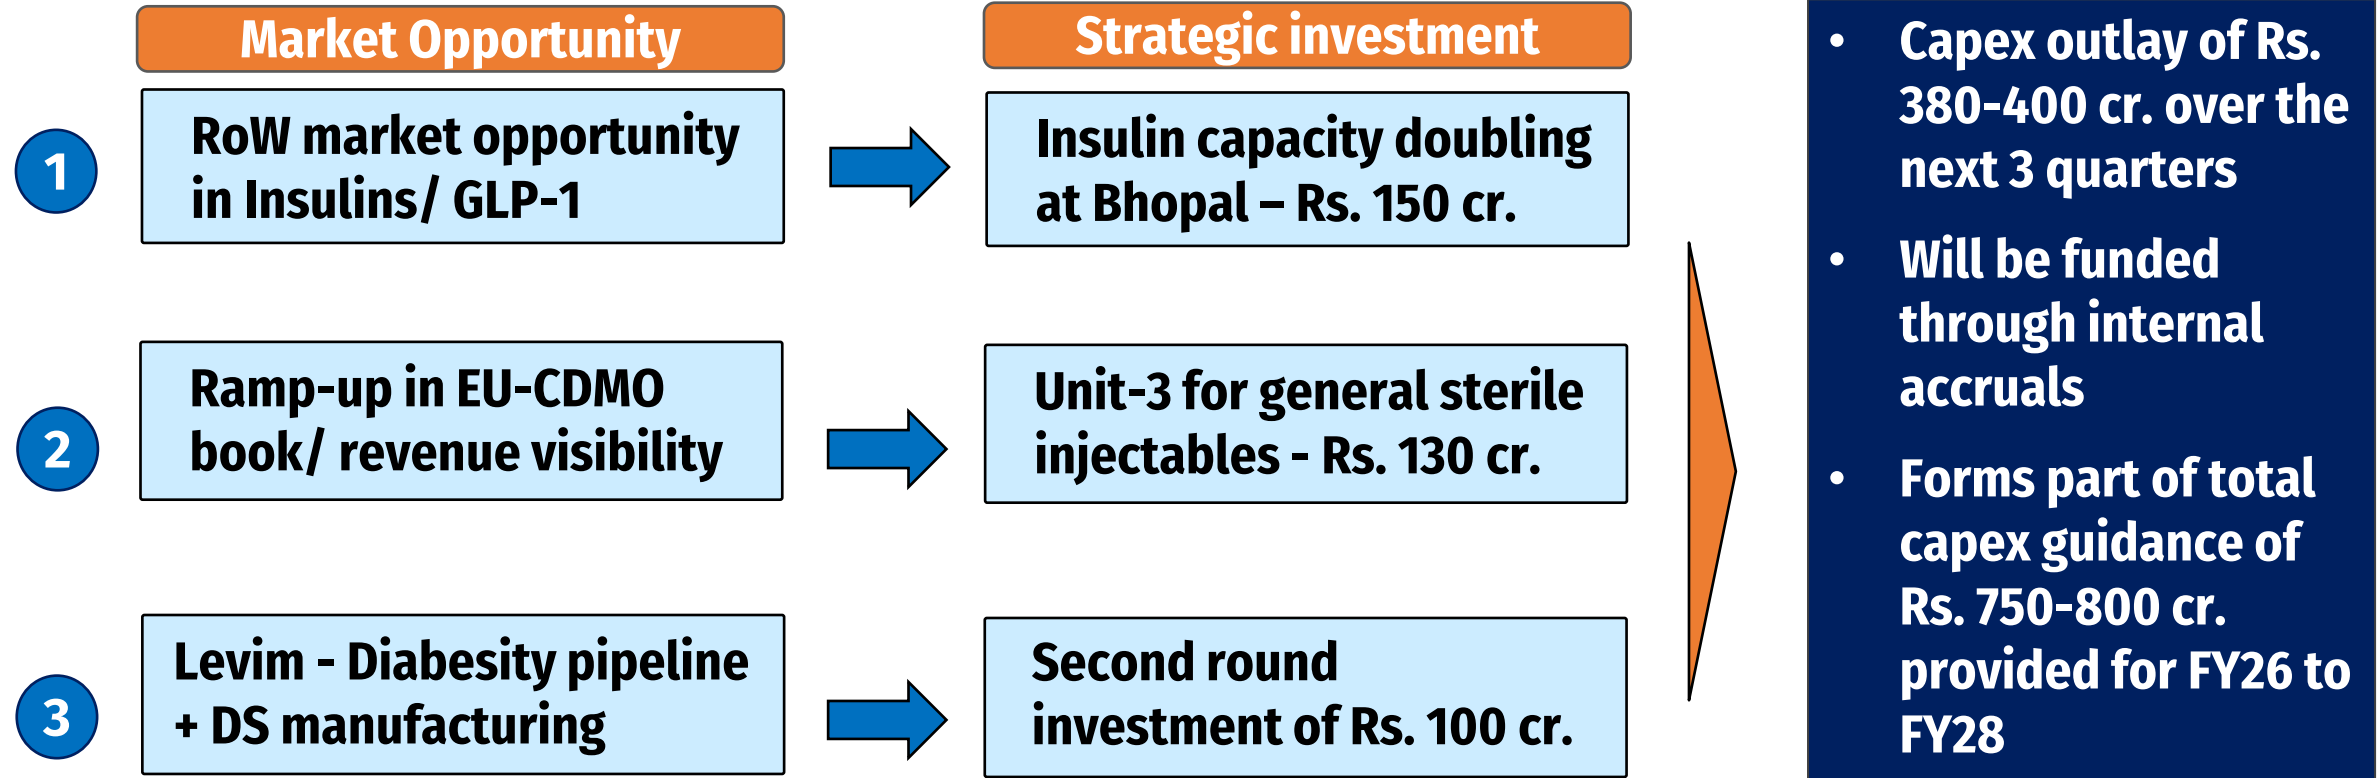 Market Opportunity
Strategic investment
1
RoW market opportunity
in Insulins/ GLP-1
Insulin capacity doubling
at Bhopal – Rs. 150 cr.
2
Ramp-up in EU-CDMO
book/ revenue visibility
Unit-3 for general sterile
injectables - Rs. 130 cr.
3
Levim - Diabesity pipeline
+ DS manufacturing
Second round
investment of Rs. 100 cr.
• Capex outlay of Rs.
380-400 cr. over the
next 3 quarters
• Will be funded
through internal
accruals
• Forms part of total
capex guidance of
Rs. 750-800 cr.
provided for FY26 to
FY28